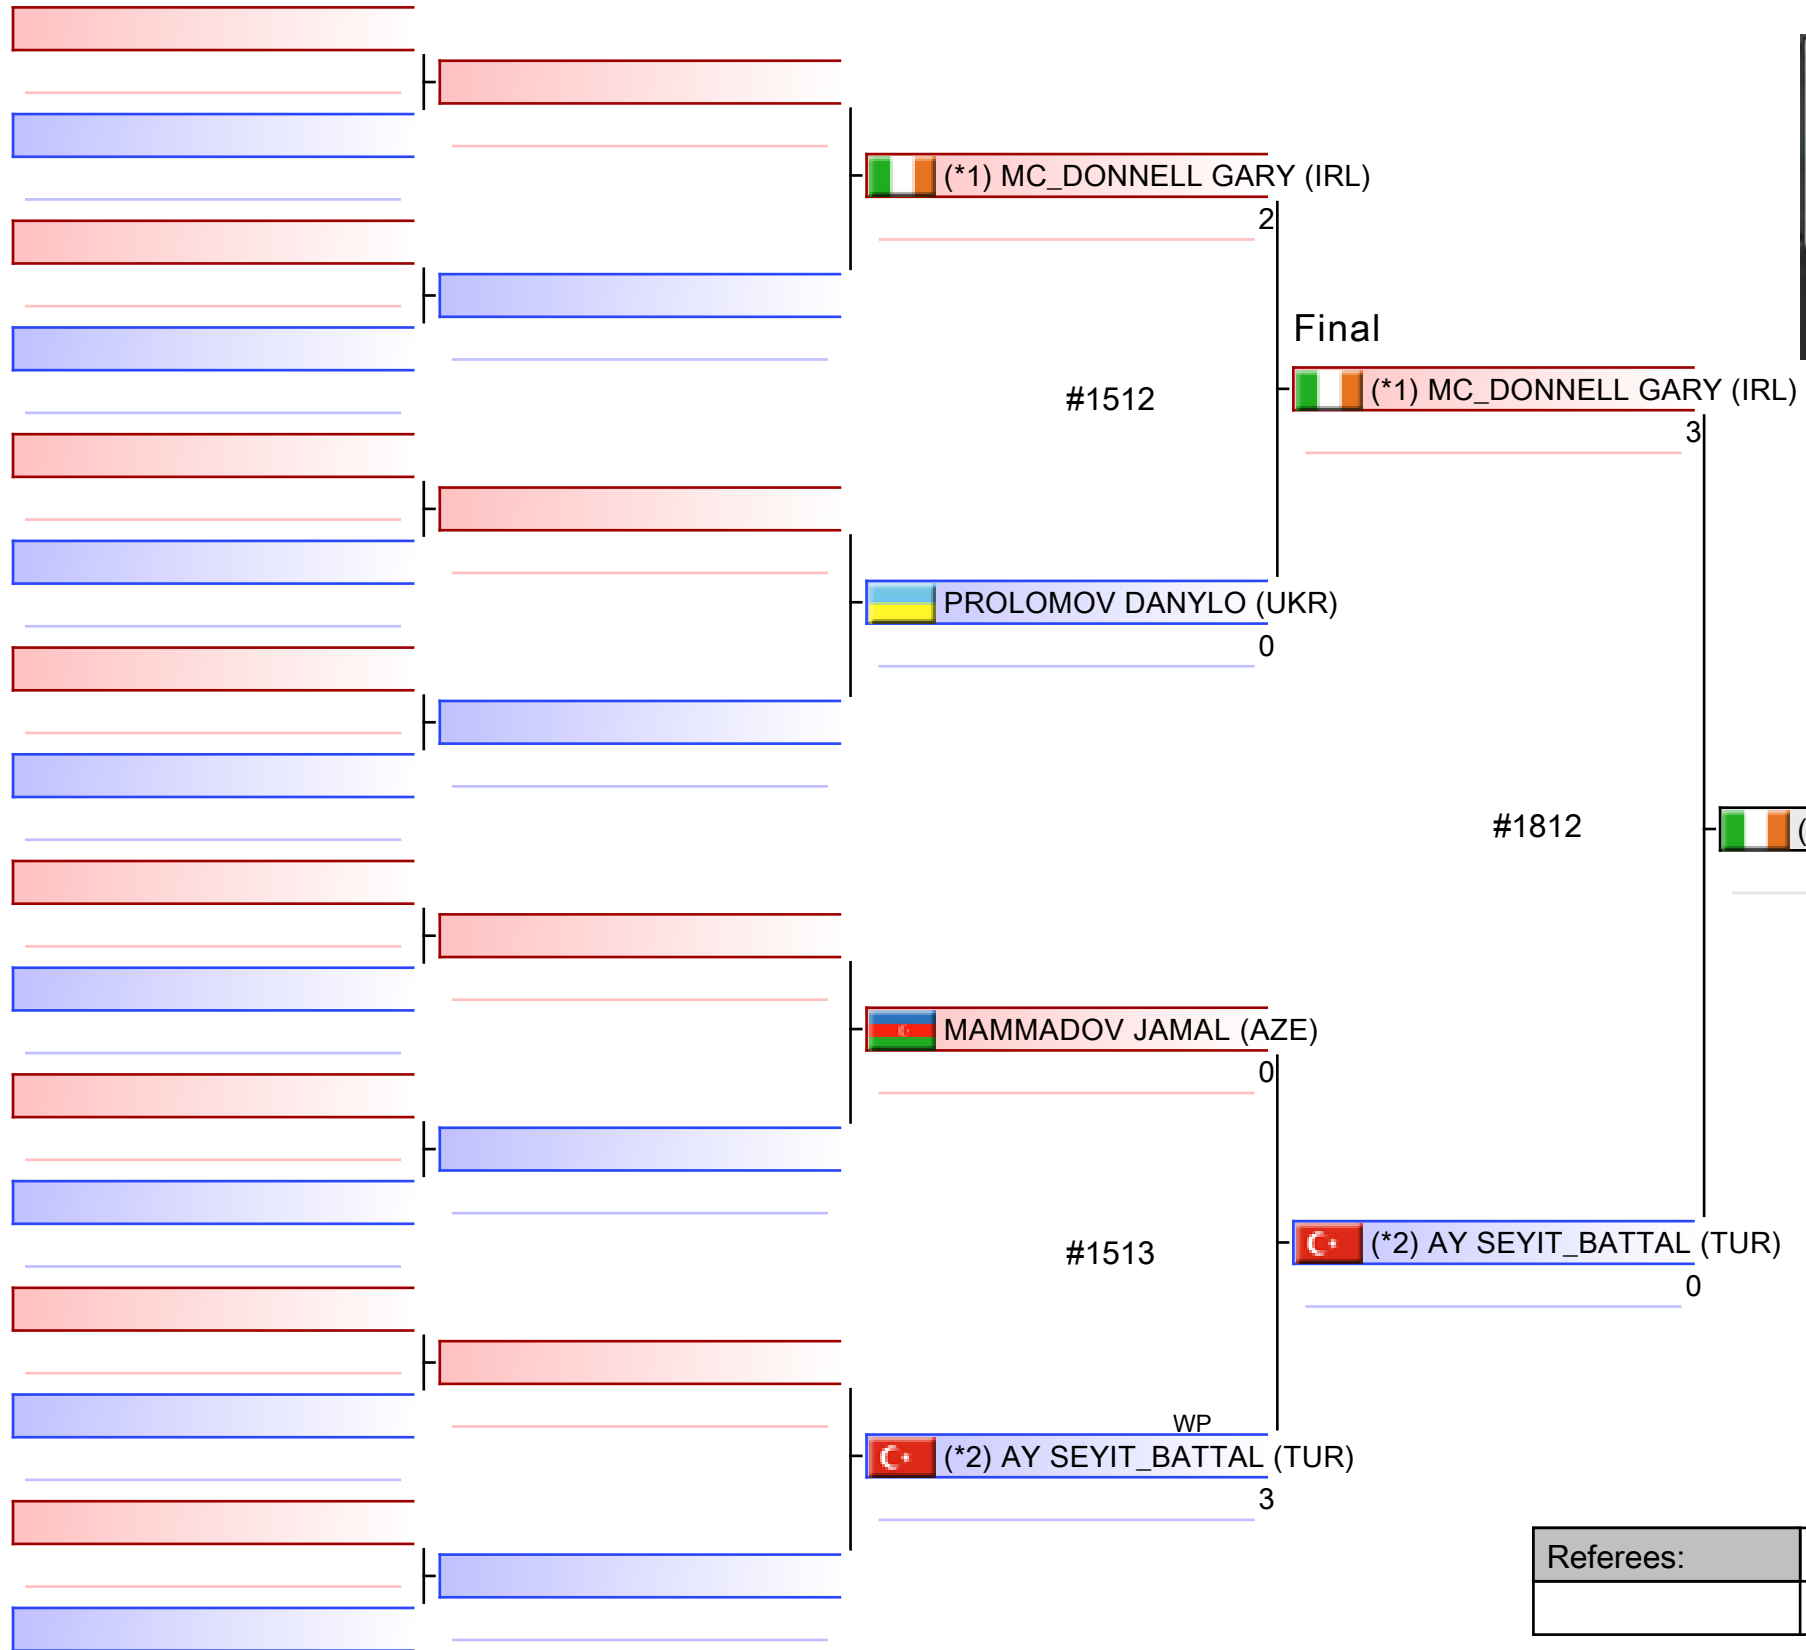 (*1) MC_DONNELL GARY (IRL)
2
Final
#1512
(*1) MC_DONNELL GARY (IRL)
3
PROLOMOV DANYLO (UKR)
0
#1812
(
MAMMADOV JAMAL (AZE)
0
#1513
(*2) AY SEYIT_BATTAL (TUR)
0
WP
(*2) AY SEYIT_BATTAL (TUR)
3
Referees: